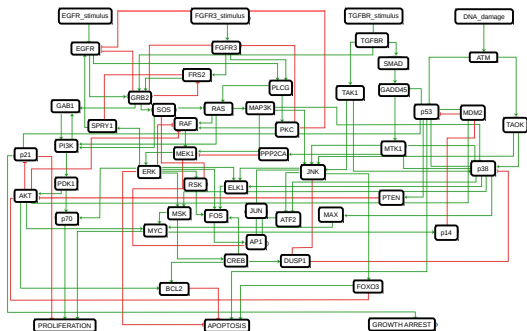 EGFR_stimulus FGFR3_stimulus TGFBR_stimulus DNA_damage
EGFR FGFR3 TGFBR
SMAD ATM
FRS2
GRB2 PLCG TAK1 GADD45
GAB1 SOS RAS MAP3K p53 MDM2
SPRY1 RAF PKC TAOK
p21 PI3K MEK1 PPP2CA MTK1
ERK JNK p38
PDK1 RSK ELK1
AKT PTEN
p70 MSK FOS JUN ATF2 MAX
MYC AP1 p14
CREB DUSP1
BCL2 FOXO3
PROLIFERATION APOPTOSIS GROWTH ARREST